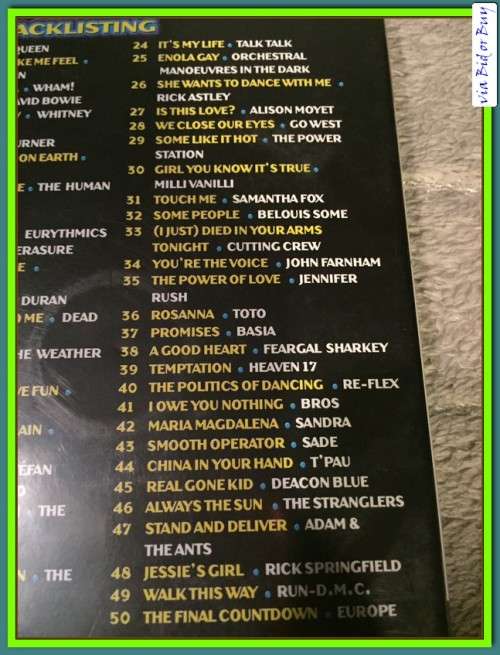 ACKLISTING
QUEEN
KE ME FEEL •
N
• WHAM!
AVID BOWIE
• WHITNEY
URNER
ON EARTH •
E • THE HUMAN
EURYTHMICS
ERASURE
E •
DURAN
O ME • DEAD
HE WEATHER
VE FUN •
AIN •
ÉFAN
• THE
N • THE
24 IT'S MY LIFE • TALK TALK
25 ENOLA GAY • ORCHESTRAL
MANOEUVRES IN THE DARK
26 SHE WANTS TO DANCE WITH ME •
RICK ASTLEY
27 IS THIS LOVE? • ALISON MOYET
28 WE CLOSE OUR EYES • GO WEST
29 SOME LIKE IT HOT • THE POWER
STATION
30 GIRL YOU KNOW IT'S TRUE •
MILLI VANILLI
31 TOUCH ME • SAMANTHA FOX
32 SOME PEOPLE • BELOUIS SOME
33 (I JUST) DIED IN YOUR ARMS
TONIGHT • CUTTING CREW
34 YOU'RE THE VOICE • JOHN FARNHAM
35 THE POWER OF LOVE • JENNIFER
RUSH
36 ROSANNA • TOTO
37 PROMISES • BASIA
38 A GOOD HEART • FEARGAL SHARKEY
39 TEMPTATION • HEAVEN 17
40 THE POLITICS OF DANCING • RE-FLEX
41 I OWE YOU NOTHING • BROS
42 MARIA MAGDALENA • SANDRA
43 SMOOTH OPERATOR • SADE
44 CHINA IN YOUR HAND • T'PAU
45 REAL GONE KID • DEACON BLUE
46 ALWAYS THE SUN • THE STRANGLERS
47 STAND AND DELIVER • ADAM &
THE ANTS
48 JESSIE'S GIRL • RICK SPRINGFIELD
49 WALK THIS WAY • RUN-D.M.C.
50 THE FINAL COUNTDOWN • EUROPE
via Bid or Buy